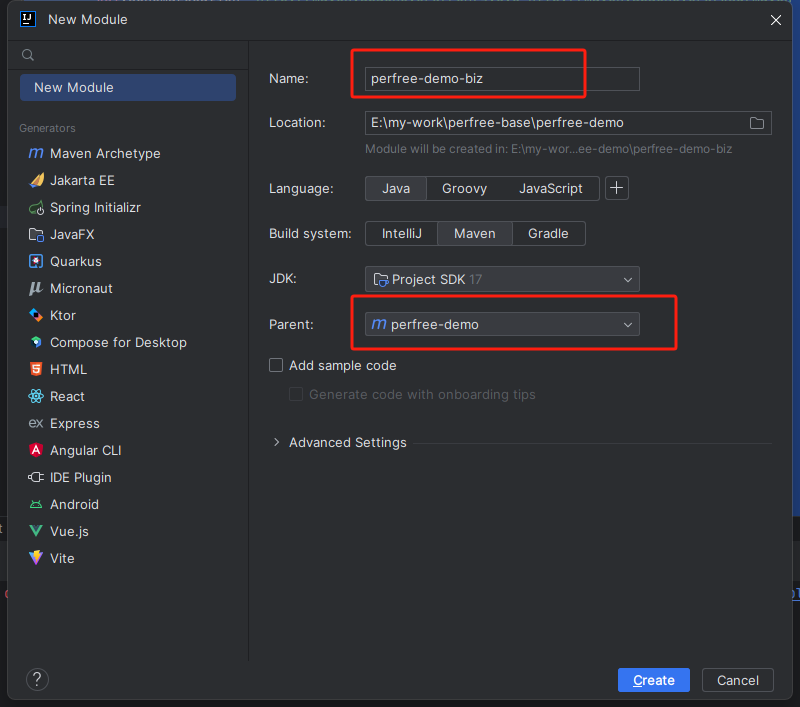 New Module
New Module
Generators
Maven Archetype
Jakarta EE
Spring Initializr
JavaFX
Quarkus
Micronaut
Ktor
Compose for Desktop
HTML
React
Express
Angular CLI
IDE Plugin
Android
Vue.js
Vite
Name: perfree-demo-biz
Location: E:\my-work\perfree-base\perfree-demo
Module will be created in: E:\my-wor...ee-demo\perfree-demo-biz
Language: Java Groovy JavaScript
Build system: IntelliJ Maven Gradle
JDK: Project SDK 17
Parent: perfree-demo
Add sample code
Generate code with onboarding tips
Advanced Settings
? Create Cancel